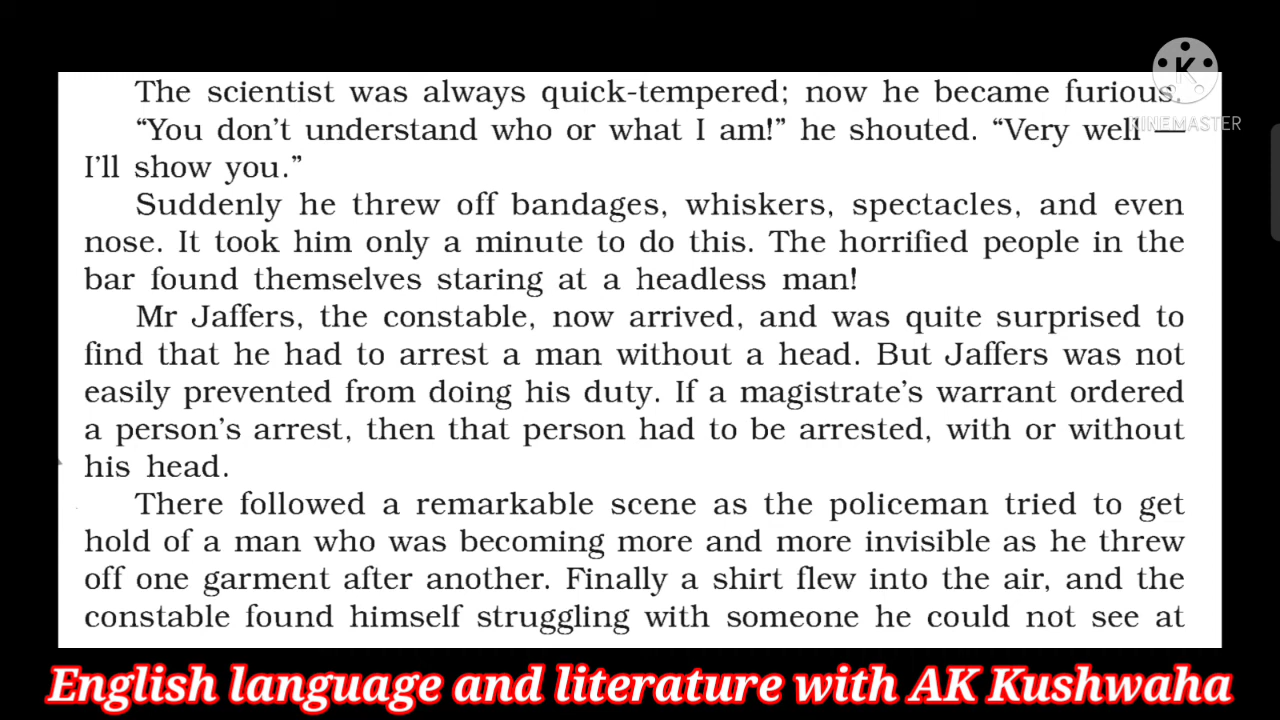 The scientist was always quick-tempered; now he became furious.
“You don’t understand who or what I am!” he shouted. “Very well —
I’ll show you.”
Suddenly he threw off bandages, whiskers, spectacles, and even
nose. It took him only a minute to do this. The horrified people in the
bar found themselves staring at a headless man!
Mr Jaffers, the constable, now arrived, and was quite surprised to
find that he had to arrest a man without a head. But Jaffers was not
easily prevented from doing his duty. If a magistrate’s warrant ordered
a person’s arrest, then that person had to be arrested, with or without
his head.
There followed a remarkable scene as the policeman tried to get
hold of a man who was becoming more and more invisible as he threw
off one garment after another. Finally a shirt flew into the air, and the
constable found himself struggling with someone he could not see at
K
KINEMASTER
English language and literature with AK Kushwaha